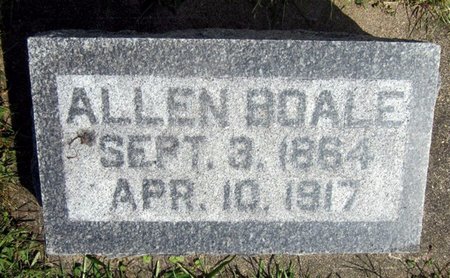 ALLEN BOALE
SEPT. 3. 1864
APR. 10. 1917